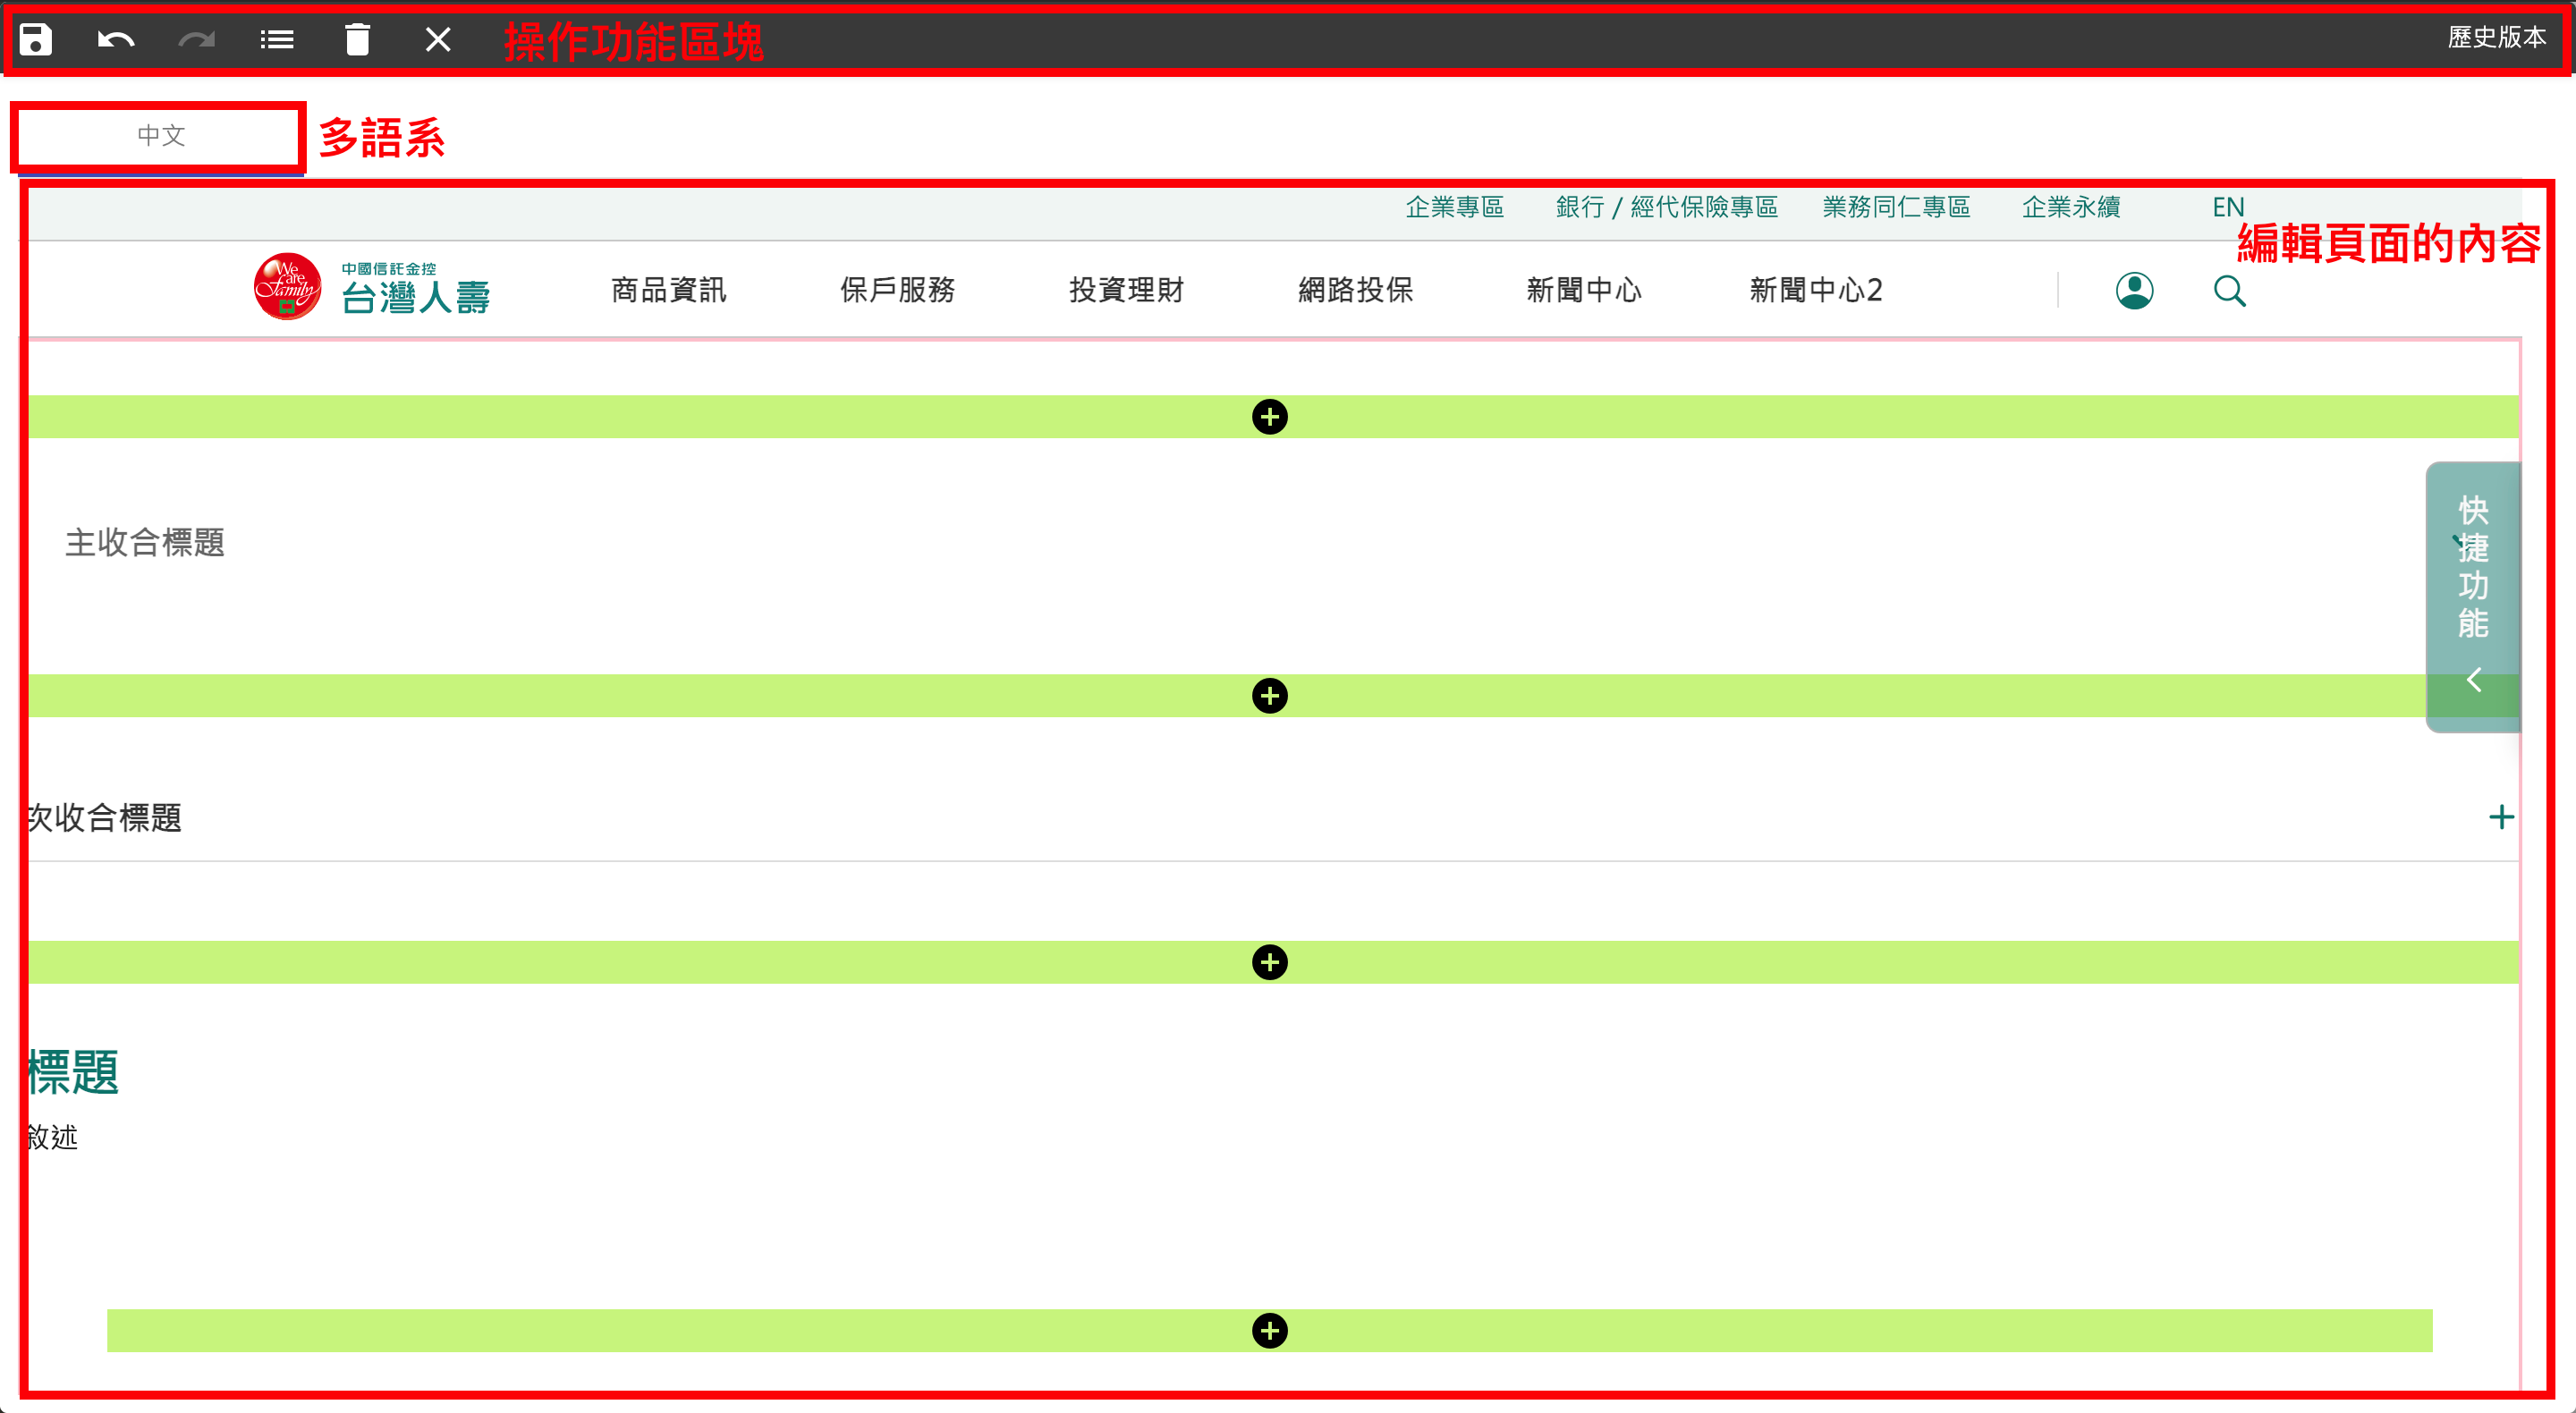 操作功能區塊
歷史版本
中文
多語系
企業專區 銀行 / 經代保險專區 業務同仁專區 企業永續 EN
編輯頁面的內容
We care Family
中國信託金控
台灣人壽
商品資訊 保戶服務 投資理財 網路投保 新聞中心 新聞中心2
主收合標題
快捷功能
次收合標題
標題
敘述